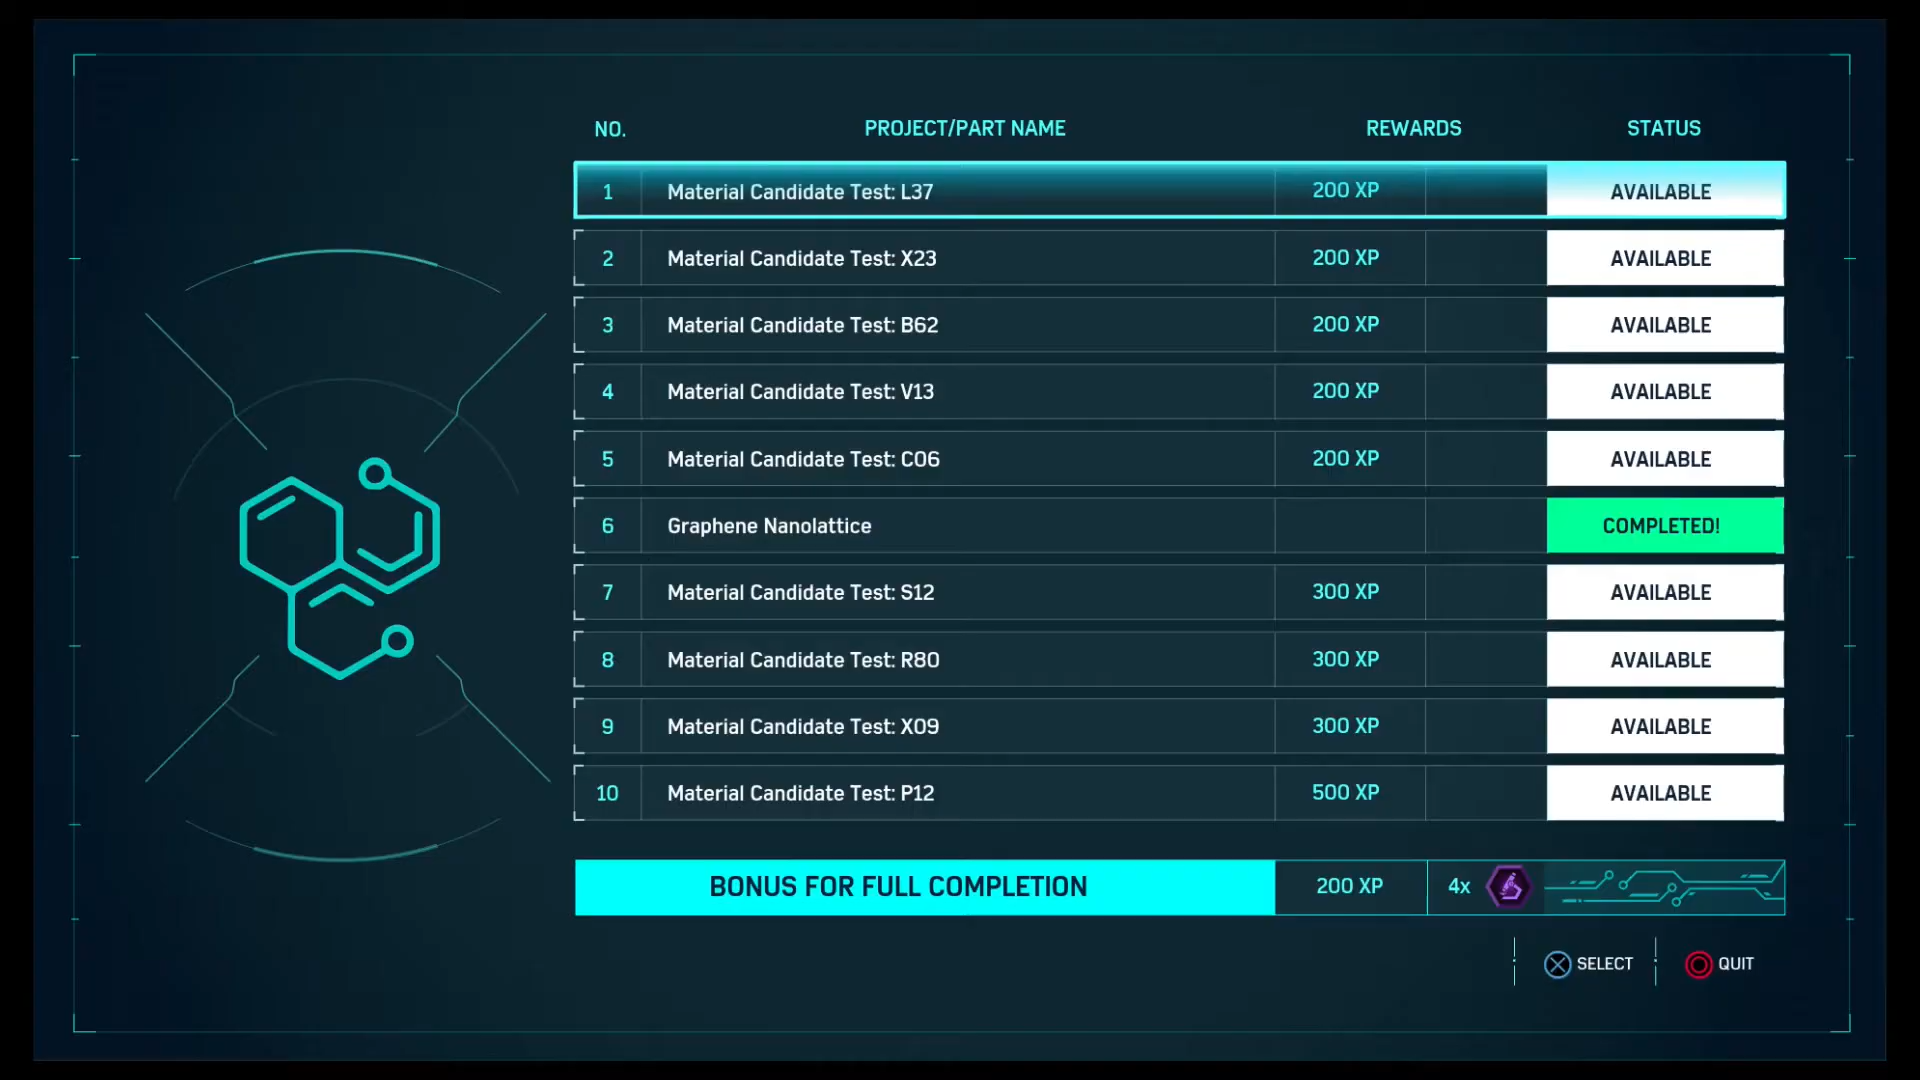 NO. PROJECT/PART NAME REWARDS STATUS
1 Material Candidate Test: L37 200 XP AVAILABLE
2 Material Candidate Test: X23 200 XP AVAILABLE
3 Material Candidate Test: B62 200 XP AVAILABLE
4 Material Candidate Test: V13 200 XP AVAILABLE
5 Material Candidate Test: C06 200 XP AVAILABLE
6 Graphene Nanolattice COMPLETED!
7 Material Candidate Test: S12 300 XP AVAILABLE
8 Material Candidate Test: R80 300 XP AVAILABLE
9 Material Candidate Test: X09 300 XP AVAILABLE
10 Material Candidate Test: P12 500 XP AVAILABLE
BONUS FOR FULL COMPLETION 200 XP 4x
SELECT QUIT